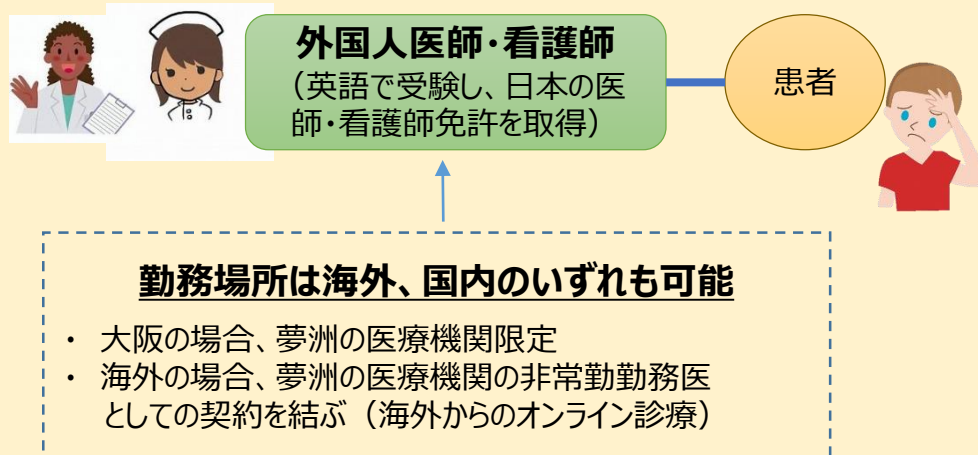 外国人医師・看護師
（英語で受験し、日本の医
師・看護師免許を取得）
患者
勤務場所は海外、国内のいずれも可能
・ 大阪の場合、夢洲の医療機関限定
・ 海外の場合、夢洲の医療機関の非常勤勤務医
としての契約を結ぶ（海外からのオンライン診療）